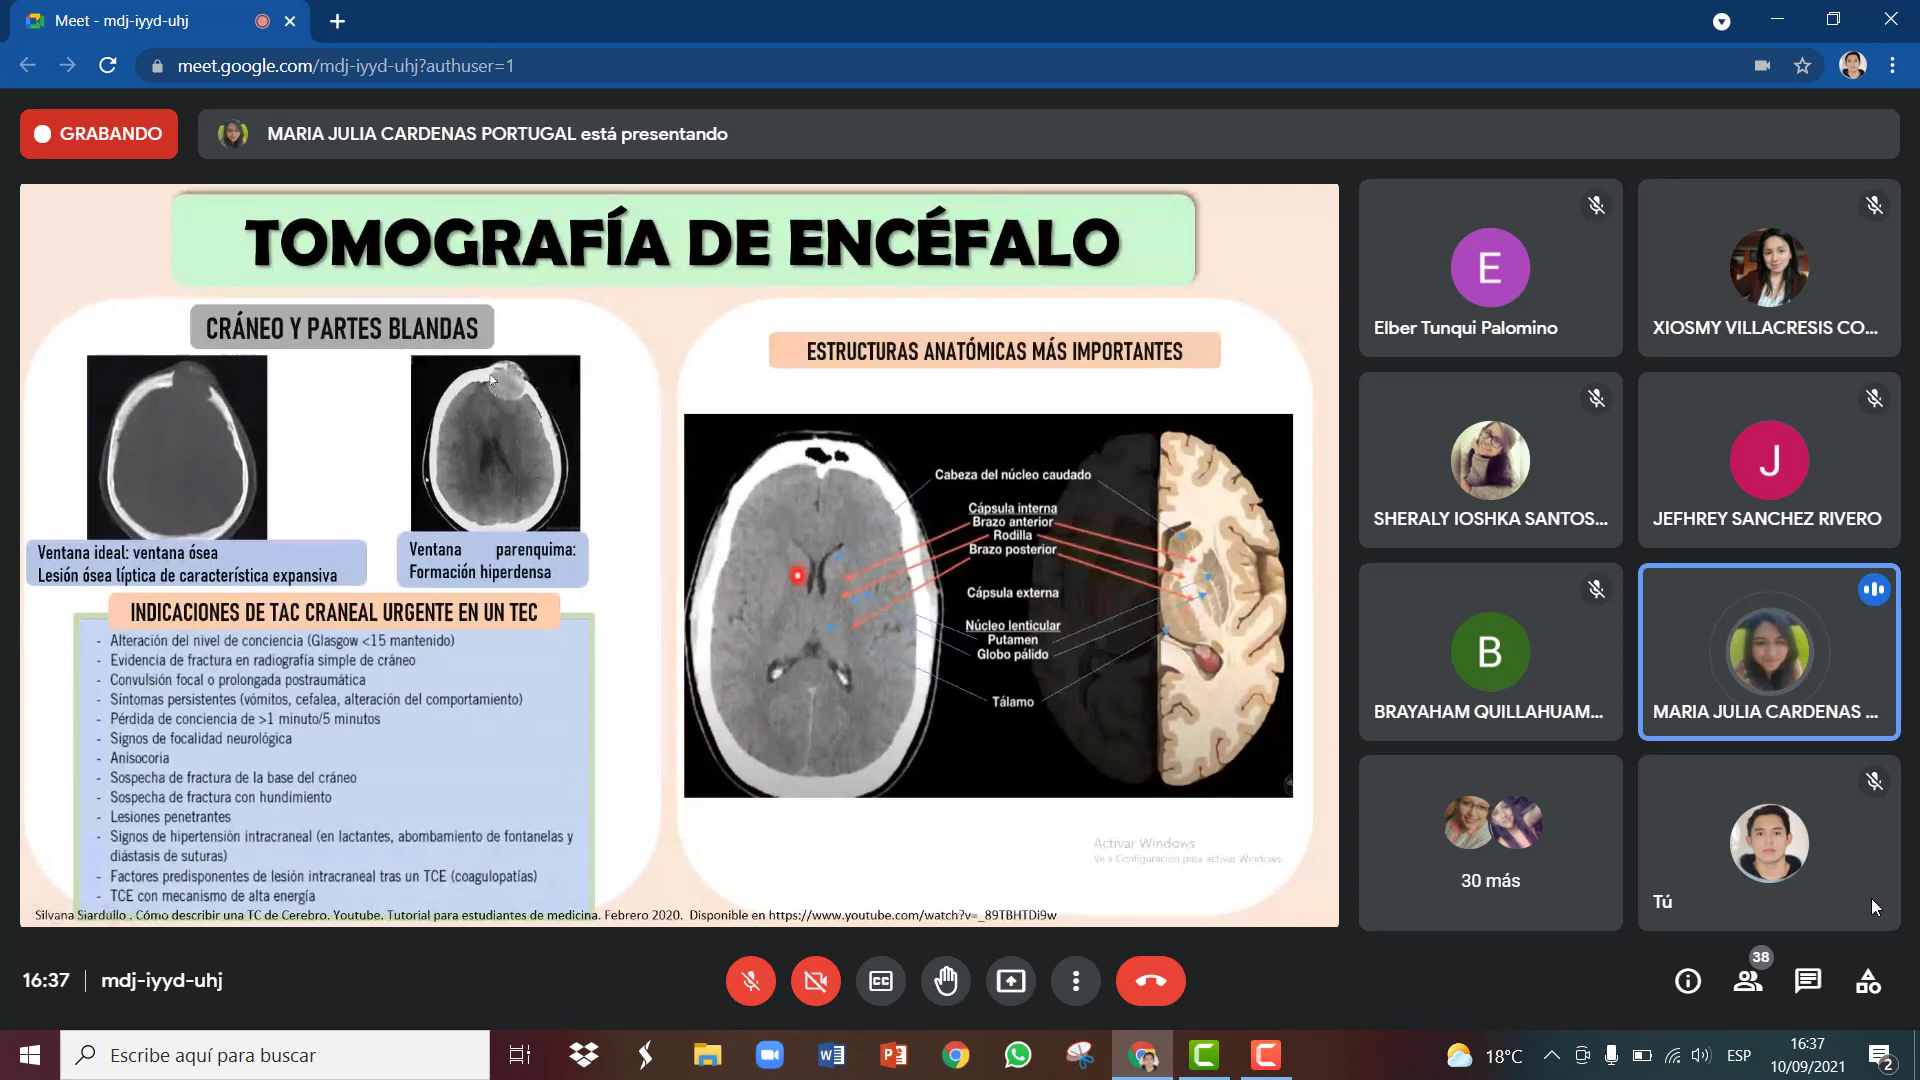 Meet - mdj-iyyd-uhj
meet.google.com/mdj-iyyd-uhj?authuser=1
GRABANDO
MARIA JULIA CARDENAS PORTUGAL está presentando
TOMOGRAFÍA DE ENCÉFALO
CRÁNEO Y PARTES BLANDAS
Ventana ideal: ventana ósea
Lesión ósea líptica de característica expansiva
Ventana parenquima:
Formación hiperdensa
INDICACIONES DE TAC CRANEAL URGENTE EN UN TEC
- Alteración del nivel de conciencia (Glasgow <15 mantenido)
- Evidencia de fractura en radiografía simple de cráneo
- Convulsión focal o prolongada postraumática
- Síntomas persistentes (vómitos, cefalea, alteración del comportamiento)
- Pérdida de conciencia de >1 minuto/5 minutos
- Signos de focalidad neurológica
- Anisocoria
- Sospecha de fractura de la base del cráneo
- Sospecha de fractura con hundimiento
- Lesiones penetrantes
- Signos de hipertensión intracraneal (en lactantes, abombamiento de fontanelas y
diástasis de suturas)
- Factores predisponentes de lesión intracraneal tras un TCE (coagulopatías)
- TCE con mecanismo de alta energía
ESTRUCTURAS ANATÓMICAS MÁS IMPORTANTES
Cabeza del núcleo caudado
Cápsula interna
Brazo anterior
Rodilla
Brazo posterior
Cápsula externa
Núcleo lenticular
Putamen
Globo pálido
Tálamo
Activar Windows
Ve a Configuración para activar Windows.
Silvana Siardullo . Cómo describir una TC de Cerebro. Youtube. Tutorial para estudiantes de medicina. Febrero 2020. Disponible en https://www.youtube.com/watch?v=_89TBHTDi9w
E
Elber Tunqui Palomino
XIOSMY VILLACRESIS CO...
SHERALY IOSHKA SANTOS...
J
JEFHREY SANCHEZ RIVERO
B
BRAYAHAM QUILLAHUAM...
MARIA JULIA CARDENAS ...
30 más
Tú
16:37 | mdj-iyyd-uhj
38
Escribe aquí para buscar
18°C
ESP
16:37
10/09/2021
2